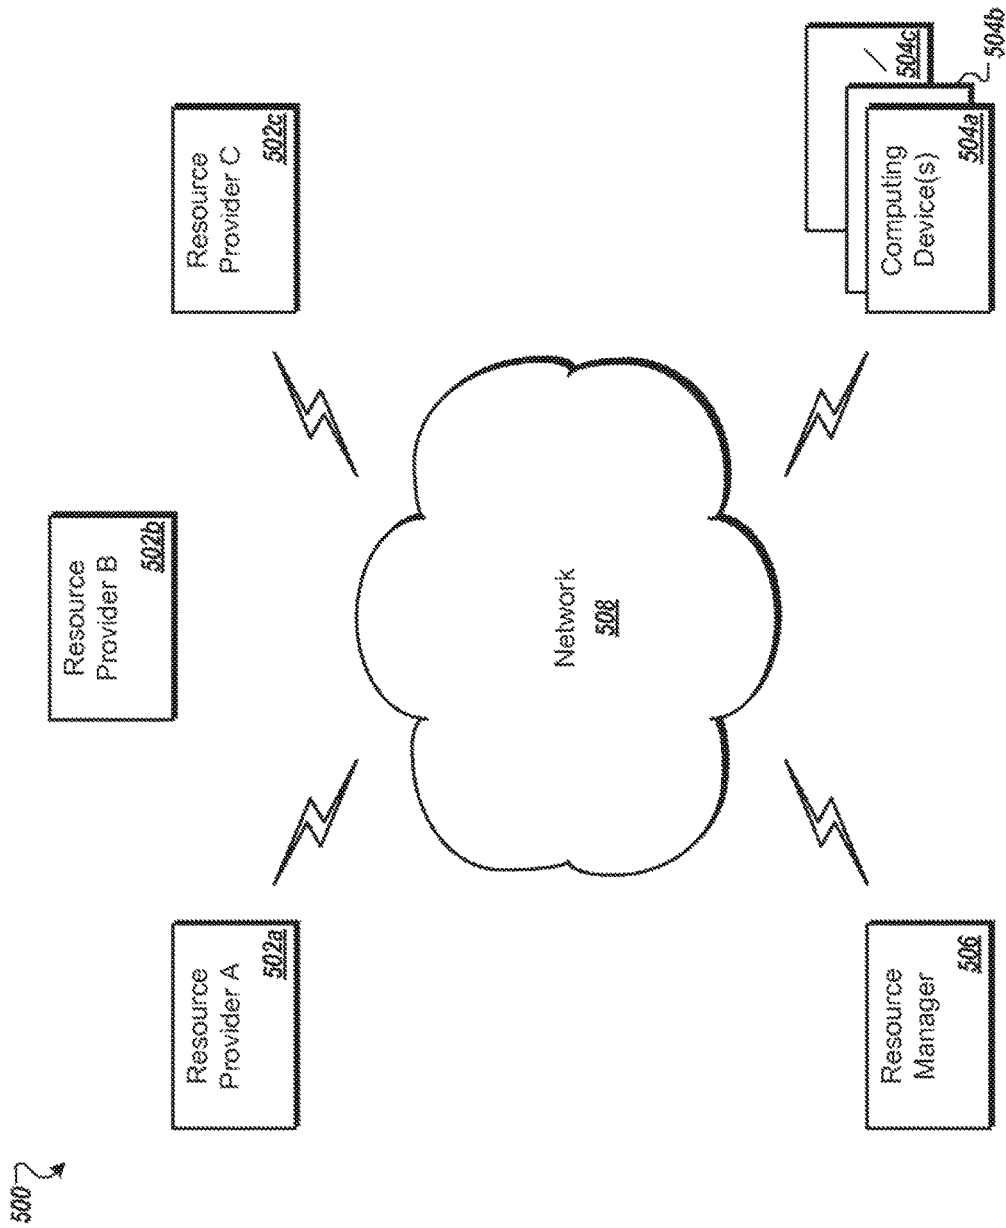 500
Resource
Provider B
502b
Resource
Provider A
502a
Resource
Provider C
502c
Network
508
Resource
Manager
506
Computing
Device(s)
504a
504b
504c